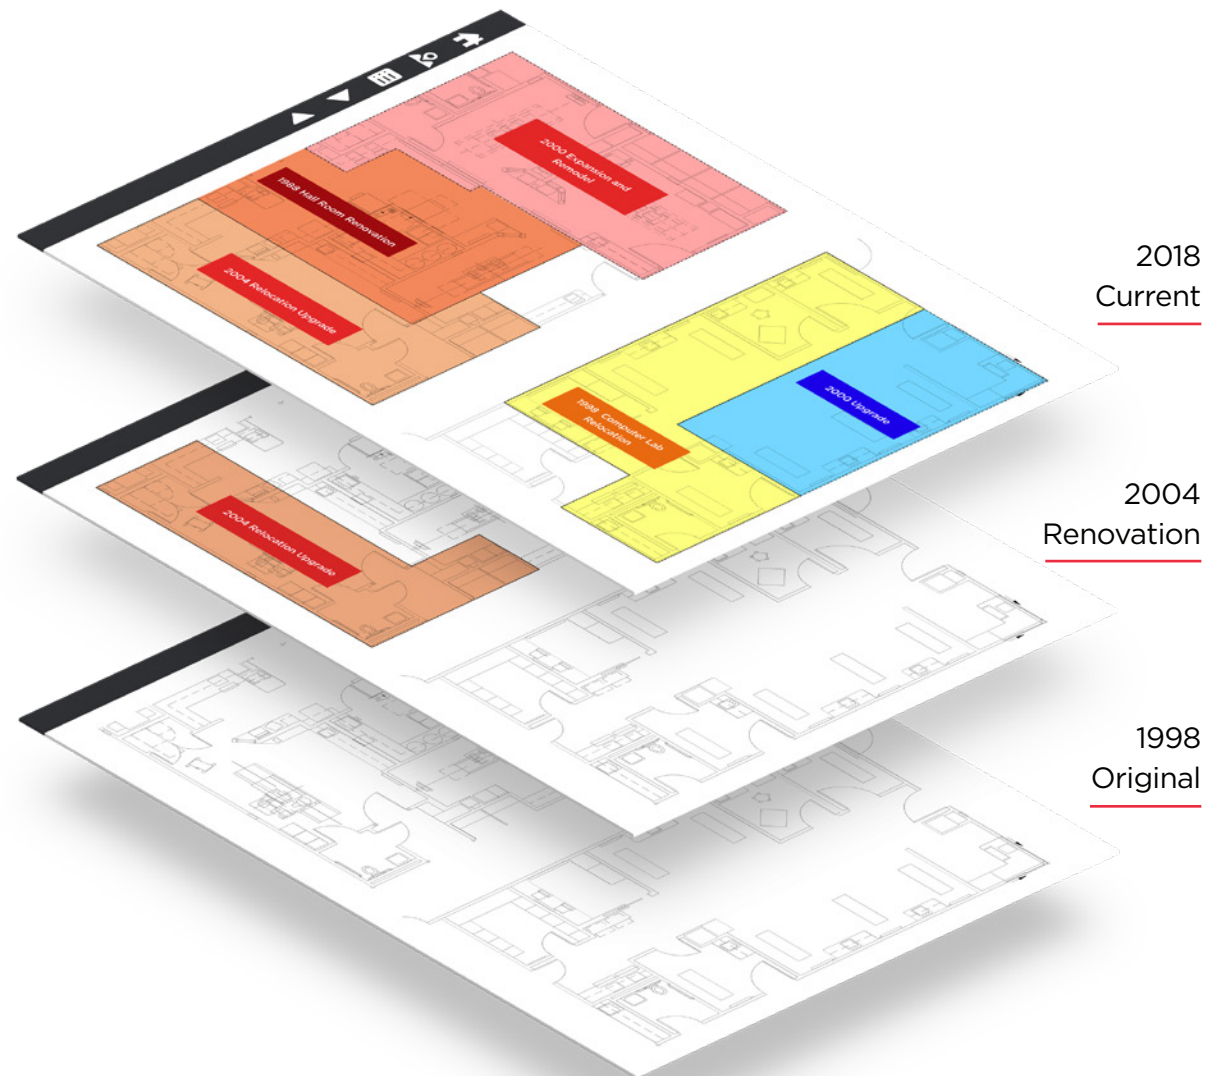 2000 Expansion and
Remodel
1988 Hall Room Renovation
2004 Relocation Upgrade
2018
Current
2000 Upgrade
1998 Computer Lab
Relocation
2004
Renovation
2004 Relocation Upgrade
1998
Original